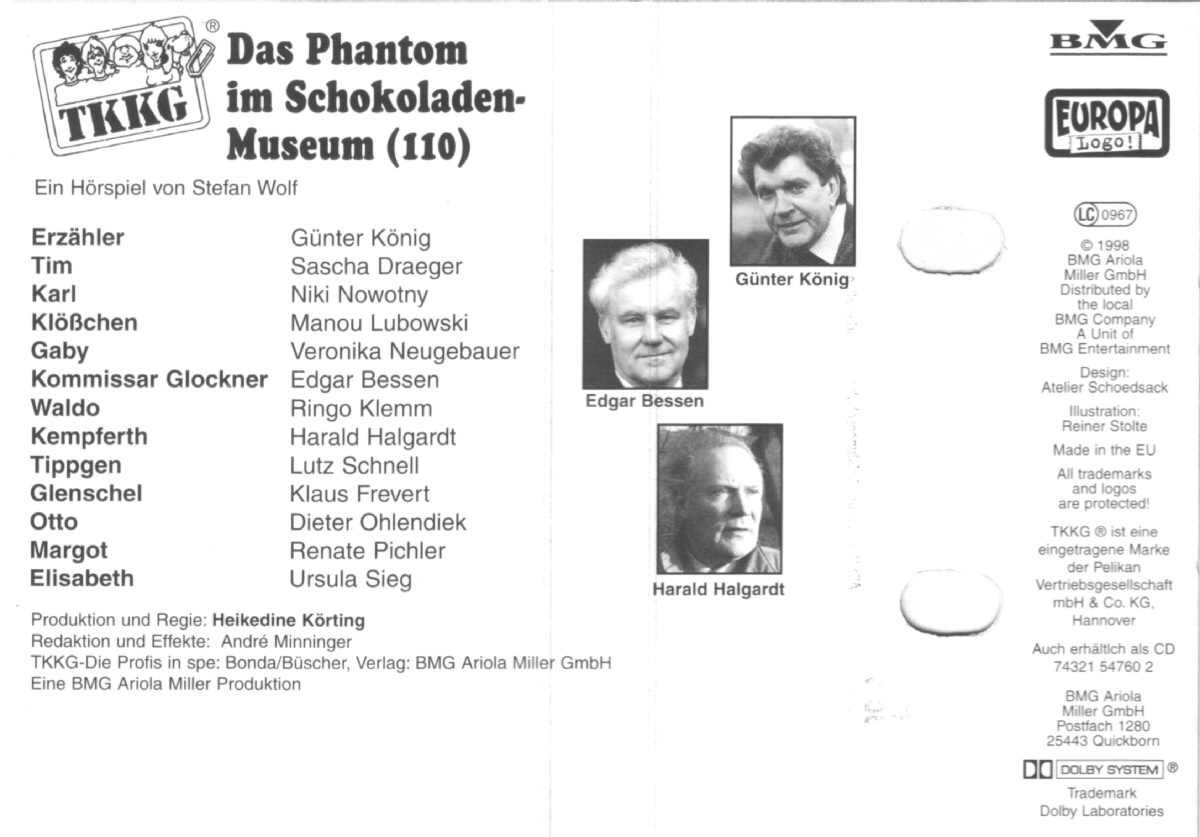 TKKG ®
Das Phantom
im Schokoladen-
Museum (110)
Ein Hörspiel von Stefan Wolf
Erzähler Günter König
Tim Sascha Draeger
Karl Niki Nowotny
Klößchen Manou Lubowski
Gaby Veronika Neugebauer
Kommissar Glockner Edgar Bessen
Waldo Ringo Klemm
Kempferth Harald Halgardt
Tippgen Lutz Schnell
Glenschel Klaus Frevert
Otto Dieter Ohlendiek
Margot Renate Pichler
Elisabeth Ursula Sieg
Produktion und Regie: Heikedine Körting
Redaktion und Effekte: André Minninger
TKKG-Die Profis in spe: Bonda/Büscher, Verlag: BMG Ariola Miller GmbH
Eine BMG Ariola Miller Produktion
Günter König
Edgar Bessen
Harald Halgardt
BMG
EUROPA
Logo!
LC 0967
© 1998
BMG Ariola
Miller GmbH
Distributed by
the local
BMG Company
A Unit of
BMG Entertainment
Design:
Atelier Schoedsack
Illustration:
Reiner Stolte
Made in the EU
All trademarks
and logos
are protected!
TKKG ® ist eine
eingetragene Marke
der Pelikan
Vertriebsgesellschaft
mbH & Co. KG,
Hannover
Auch erhältlich als CD
74321 54760 2
BMG Ariola
Miller GmbH
Postfach 1280
25443 Quickborn
DOLBY SYSTEM ®
Trademark
Dolby Laboratories